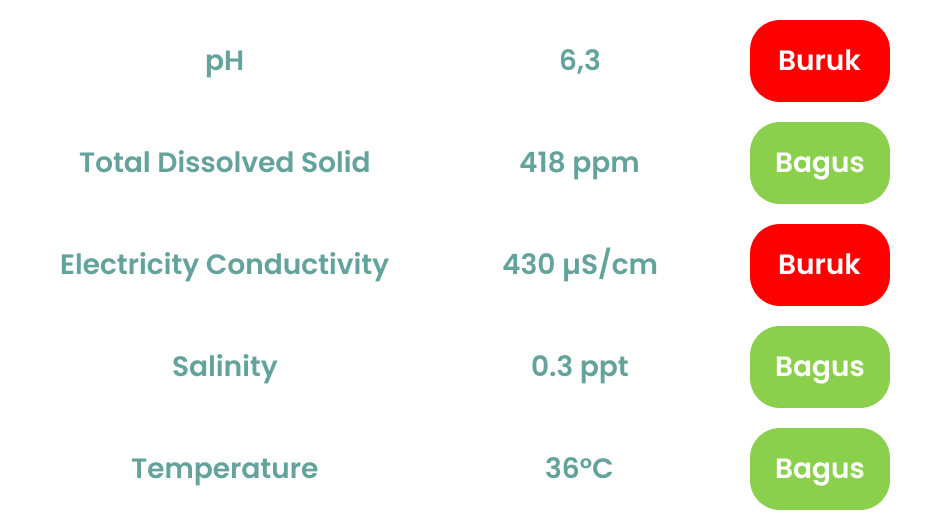 pH 6,3 Buruk
Total Dissolved Solid 418 ppm Bagus
Electricity Conductivity 430 µS/cm Buruk
Salinity 0.3 ppt Bagus
Temperature 36°C Bagus